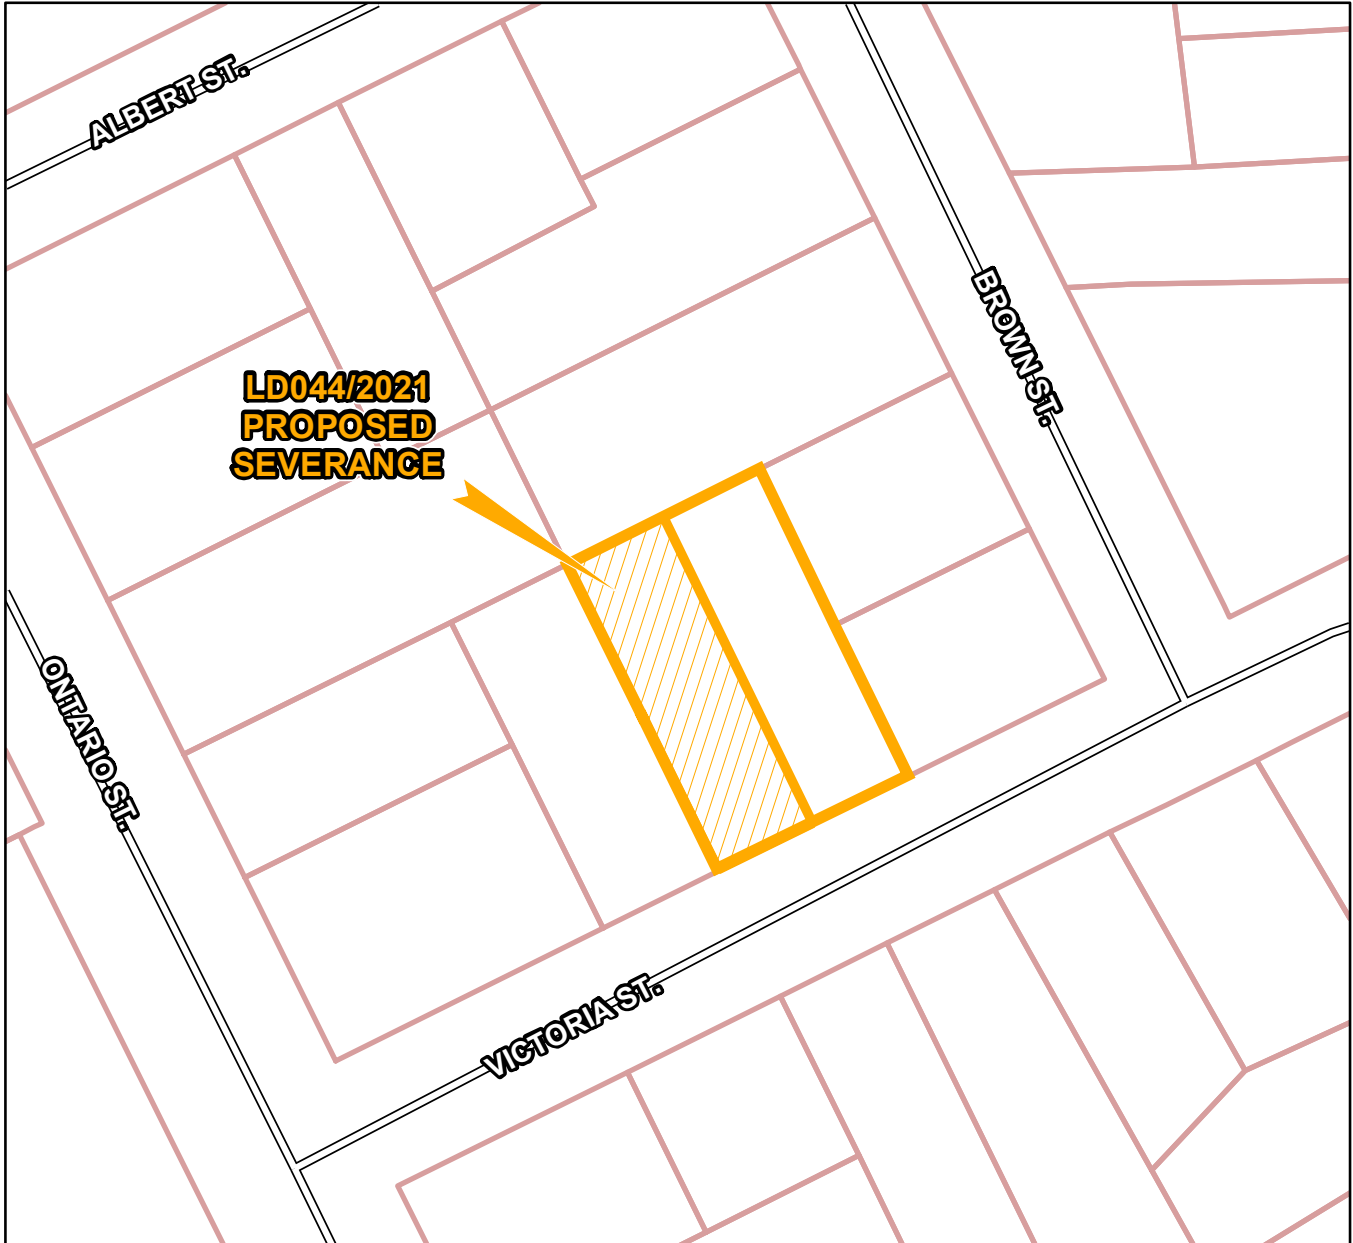 ALBERT ST.
BROWN ST.
LD044/2021
PROPOSED
SEVERANCE
ONTARIO ST.
VICTORIA ST.